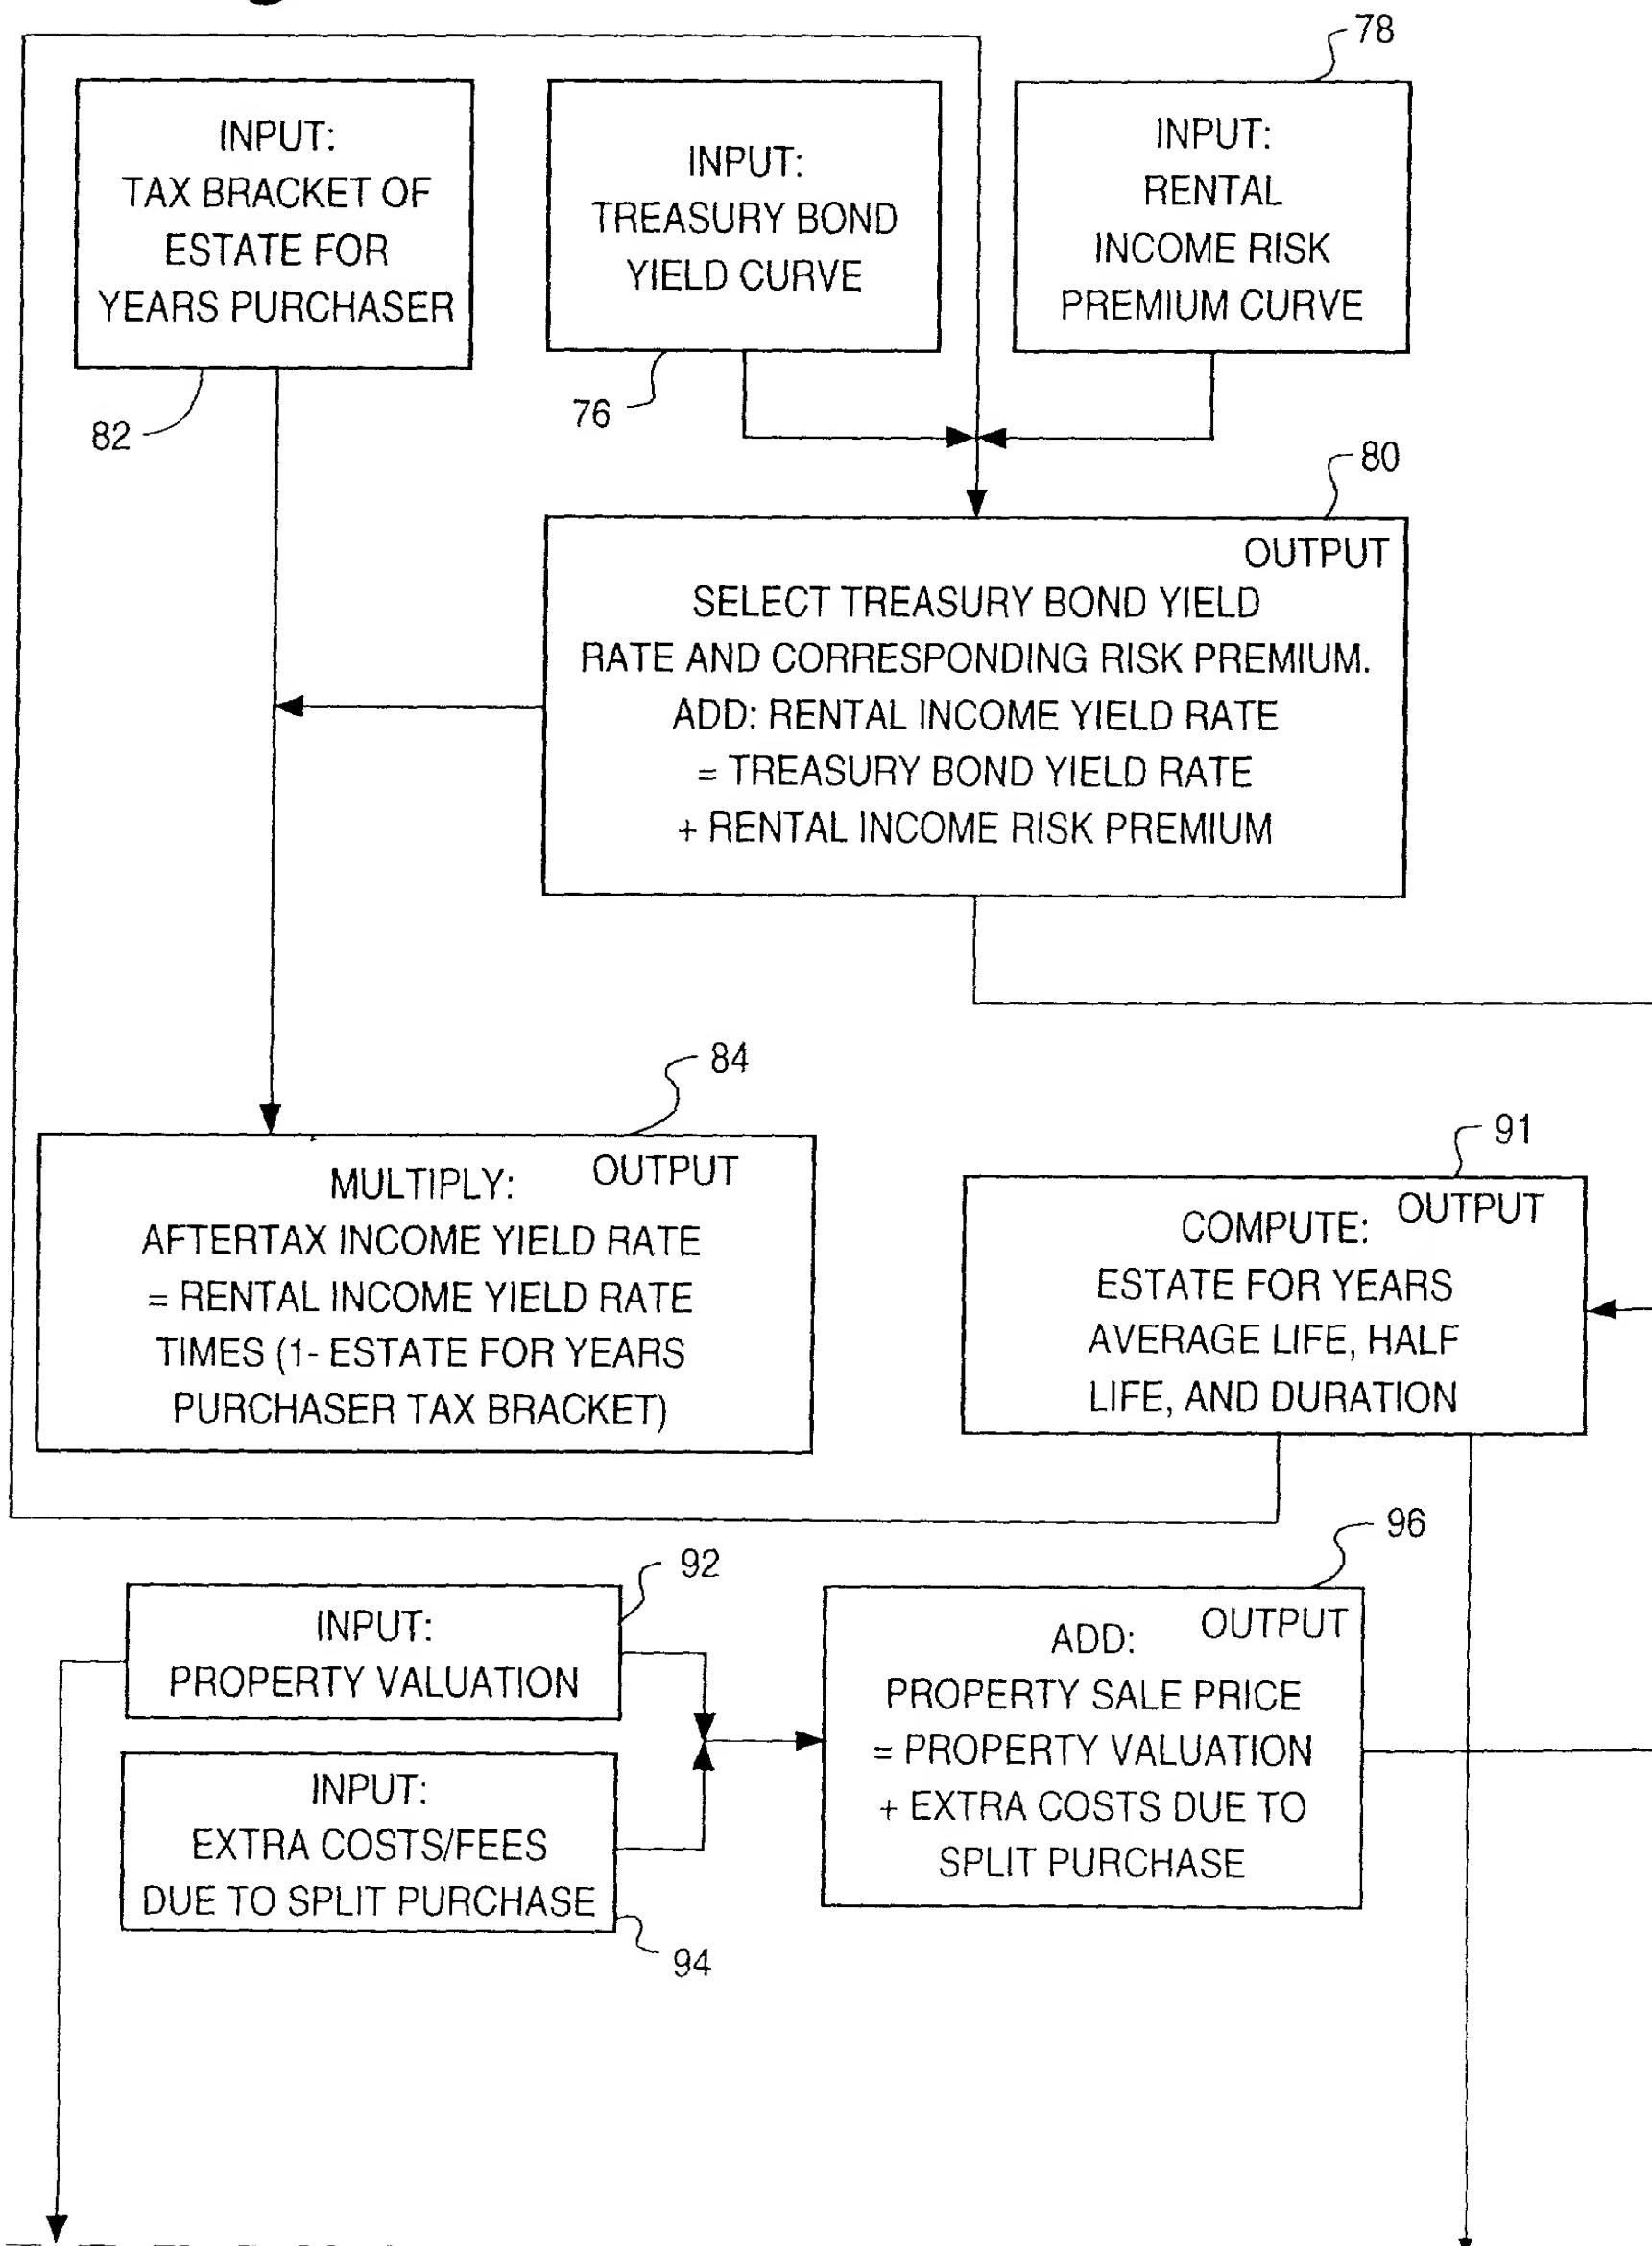 78
INPUT:
TAX BRACKET OF
ESTATE FOR
YEARS PURCHASER
82
INPUT:
TREASURY BOND
YIELD CURVE
76
INPUT:
RENTAL
INCOME RISK
PREMIUM CURVE
80
OUTPUT
SELECT TREASURY BOND YIELD
RATE AND CORRESPONDING RISK PREMIUM.
ADD: RENTAL INCOME YIELD RATE
= TREASURY BOND YIELD RATE
+ RENTAL INCOME RISK PREMIUM
84
MULTIPLY: OUTPUT
AFTERTAX INCOME YIELD RATE
= RENTAL INCOME YIELD RATE
TIMES (1- ESTATE FOR YEARS
PURCHASER TAX BRACKET)
91
COMPUTE: OUTPUT
ESTATE FOR YEARS
AVERAGE LIFE, HALF
LIFE, AND DURATION
92
INPUT:
PROPERTY VALUATION
INPUT:
EXTRA COSTS/FEES
DUE TO SPLIT PURCHASE
94
96
ADD: OUTPUT
PROPERTY SALE PRICE
= PROPERTY VALUATION
+ EXTRA COSTS DUE TO
SPLIT PURCHASE